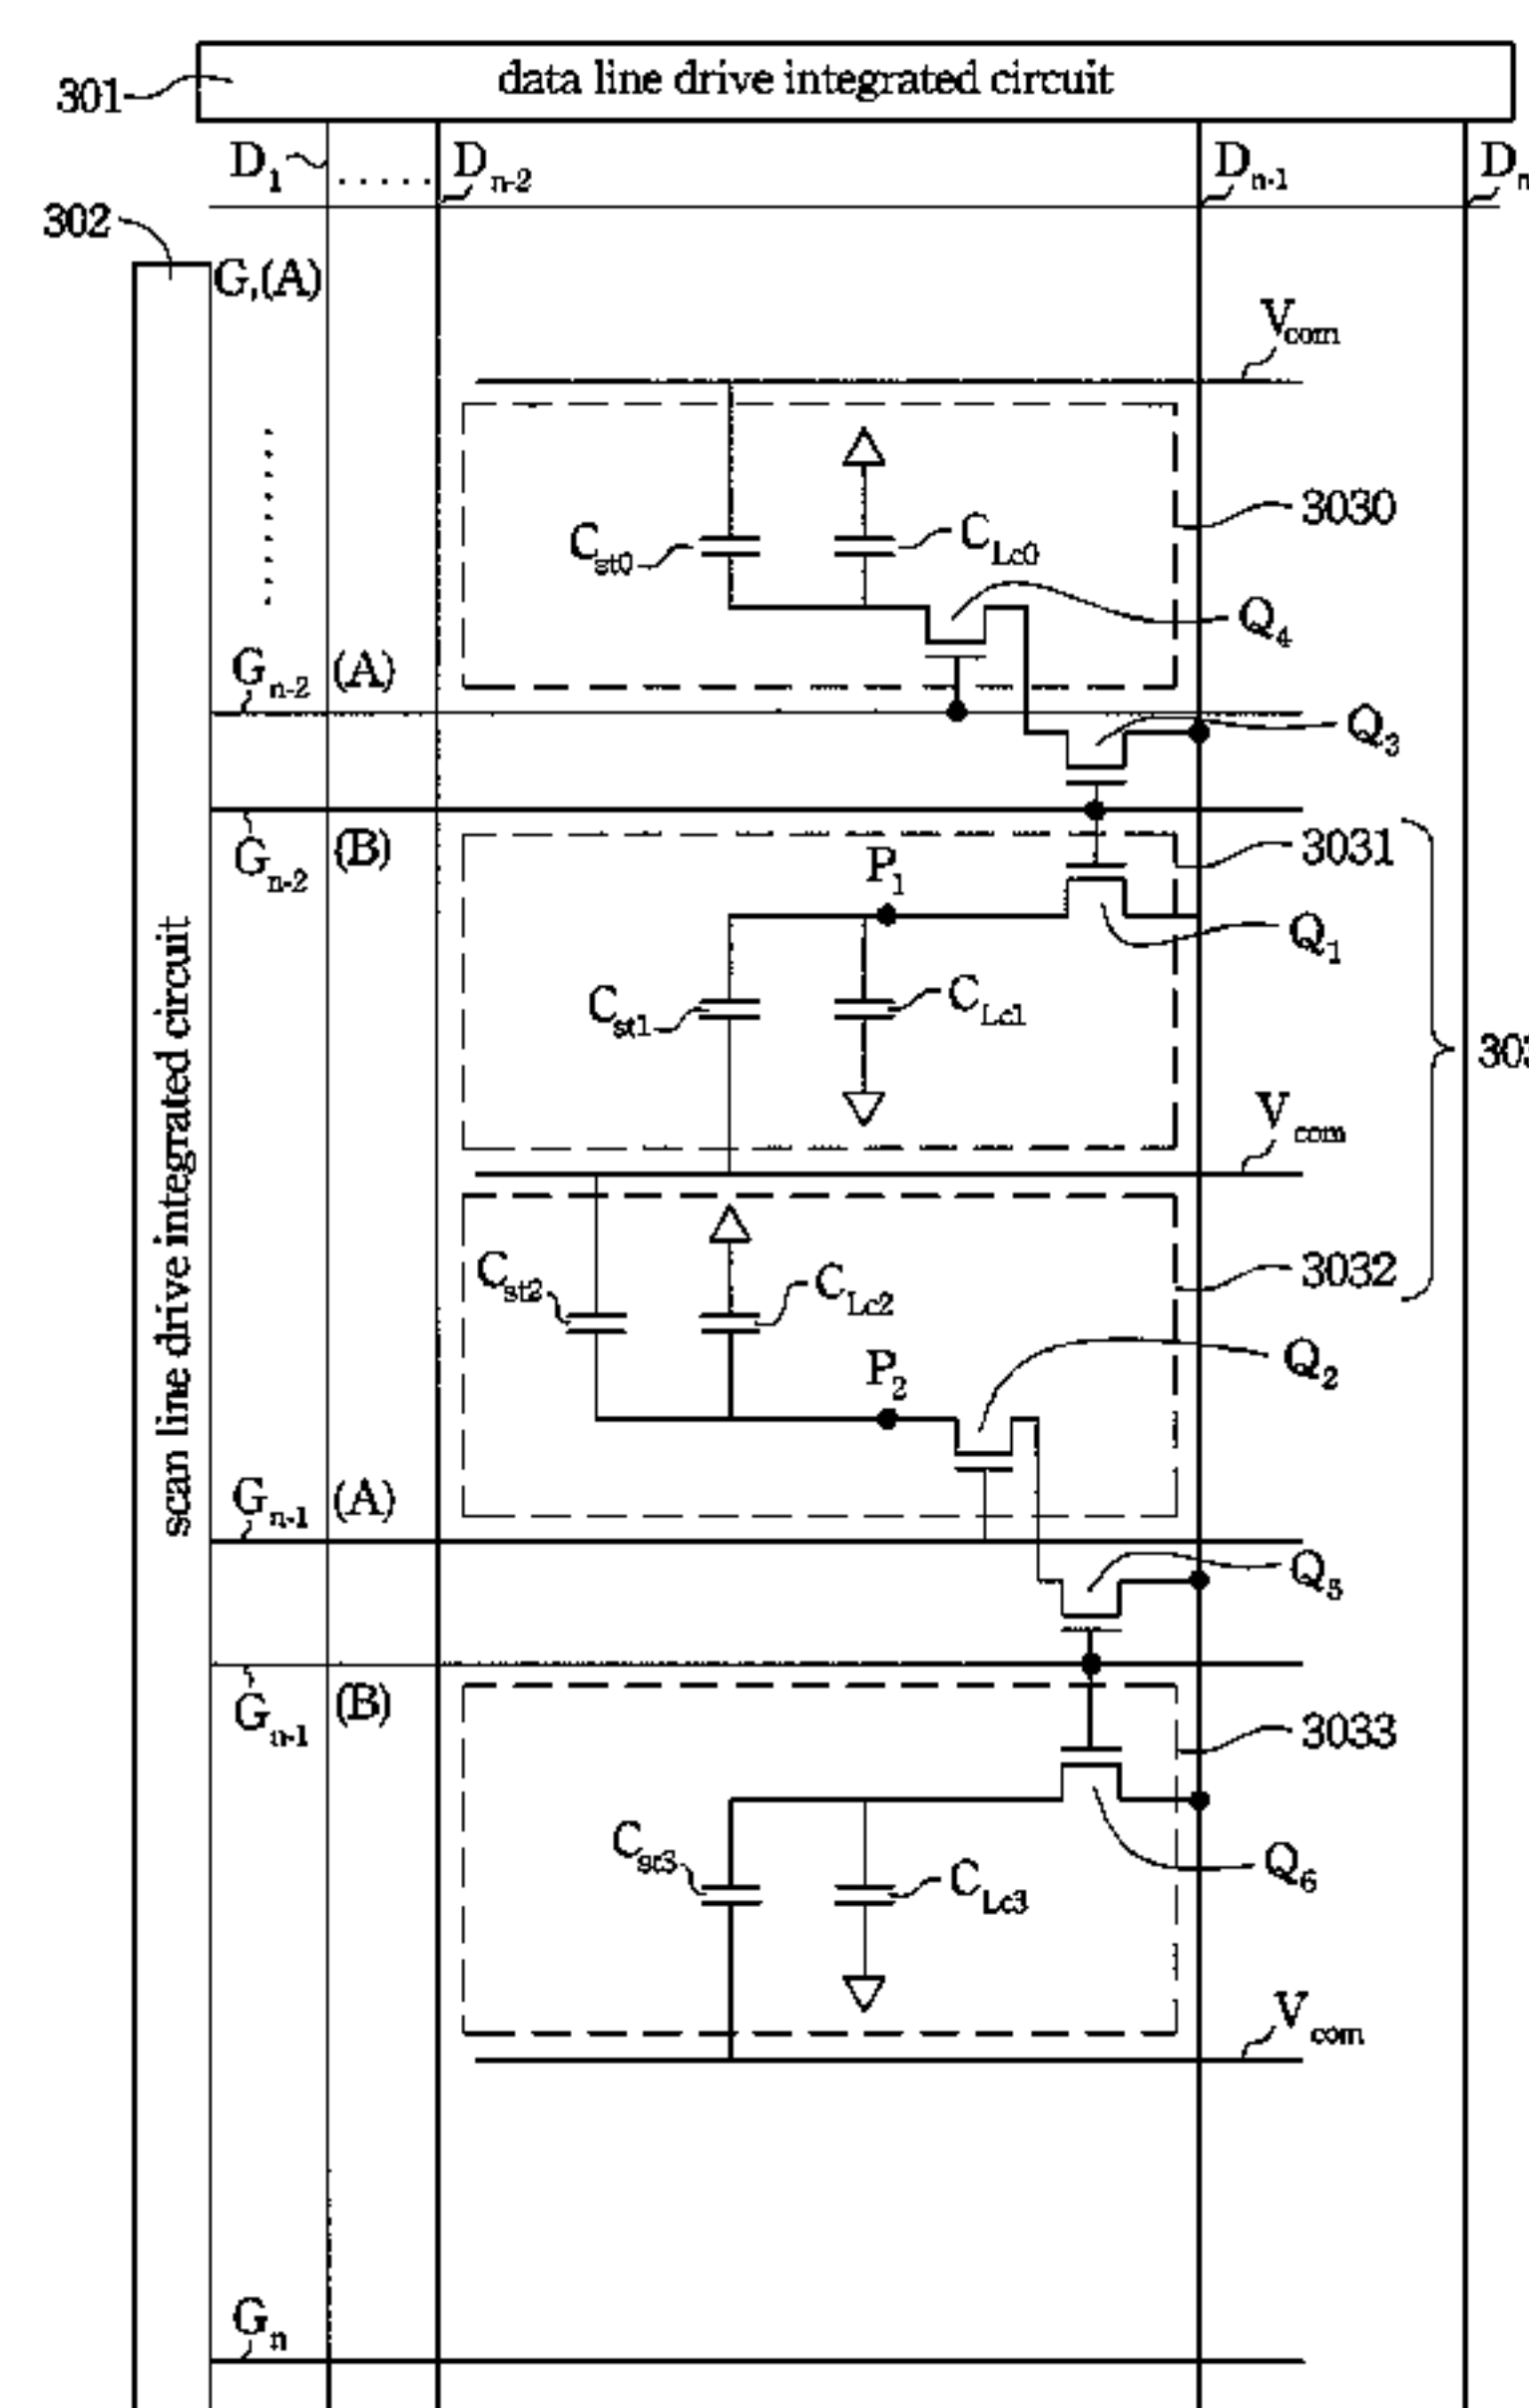 301
data line drive integrated circuit
D1 ..... Dn-2 Dn-1 Dn
302
G,(A)
Vcom
3030
Cst0 CLc0
Q4
Gn-2 (A)
Q3
Gn-2 (B)
3031
P1
Q1
Cst1 CLc1
scan line drive integrated circuit
Vcom
Cst2 CLc2
3032
P2
Q2
Gn-1 (A)
Q5
Gn-1 (B)
3033
Cst3 CLc3
Q6
Vcom
Gn